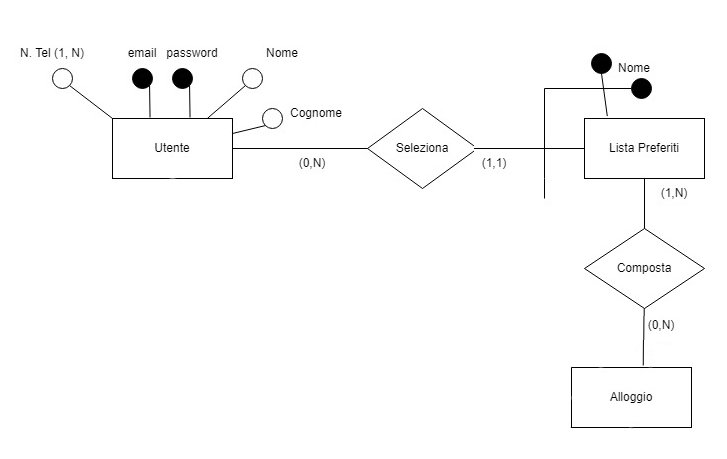 N. Tel (1, N)
email
password
Nome
Cognome
Nome
Utente
Seleziona
Lista Preferiti
(0,N)
(1,1)
(1,N)
Composta
(0,N)
Alloggio